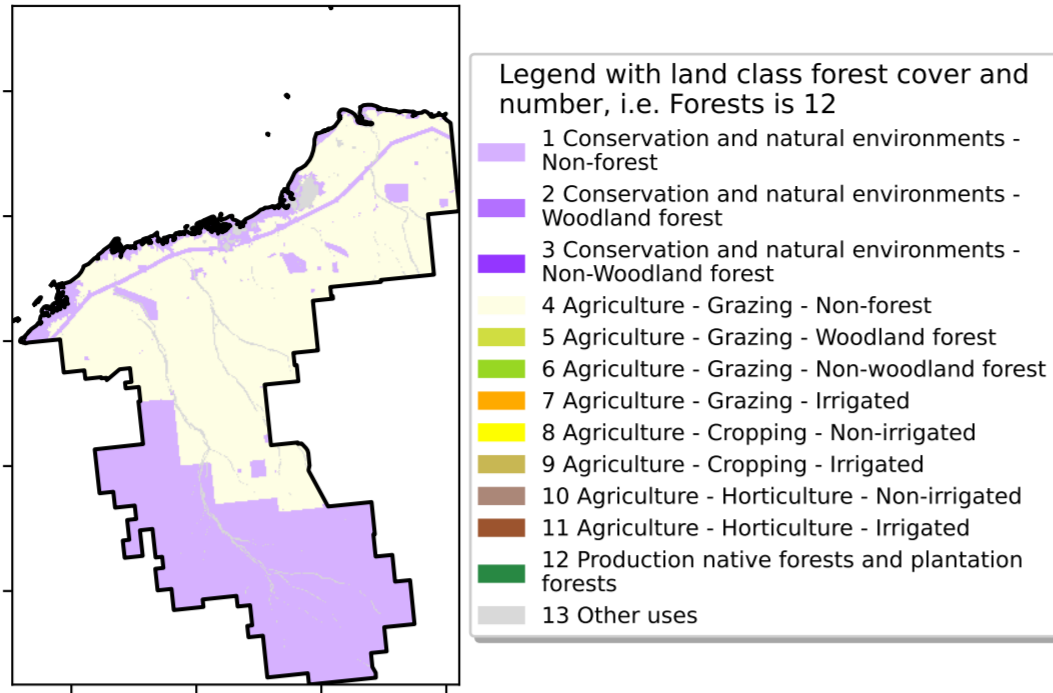 Legend with land class forest cover and
number, i.e. Forests is 12
1 Conservation and natural environments -
Non-forest
2 Conservation and natural environments -
Woodland forest
3 Conservation and natural environments -
Non-Woodland forest
4 Agriculture - Grazing - Non-forest
5 Agriculture - Grazing - Woodland forest
6 Agriculture - Grazing - Non-woodland forest
7 Agriculture - Grazing - Irrigated
8 Agriculture - Cropping - Non-irrigated
9 Agriculture - Cropping - Irrigated
10 Agriculture - Horticulture - Non-irrigated
11 Agriculture - Horticulture - Irrigated
12 Production native forests and plantation
forests
13 Other uses